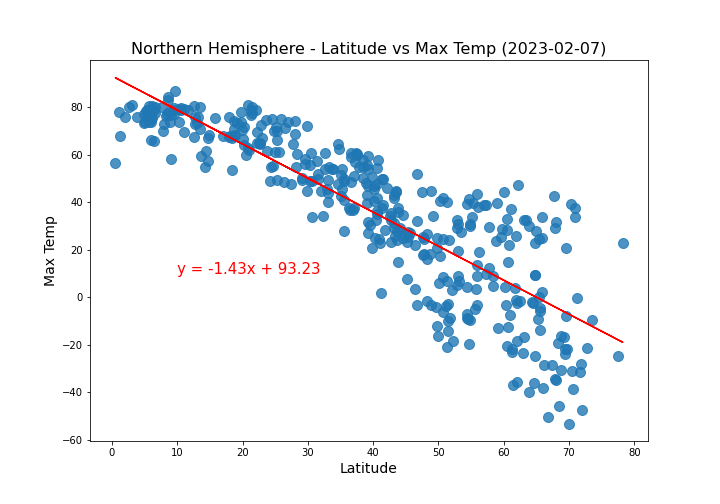 Northern Hemisphere - Latitude vs Max Temp (2023-02-07)
80
60
40
20
0
−20
−40
−60
Max Temp
y = -1.43x + 93.23
0 10 20 30 40 50 60 70 80
Latitude